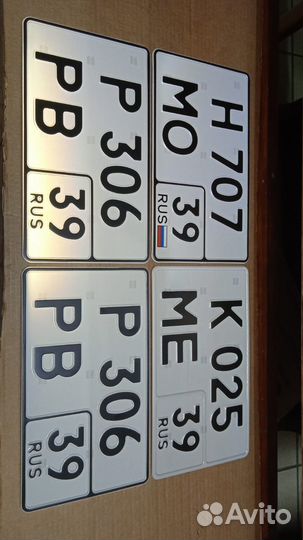 Р 306
РВ 39
RUS
Н 707
МО 39
RUS
Р 306
РВ 39
RUS
К 025
МЕ 39
RUS
Avito